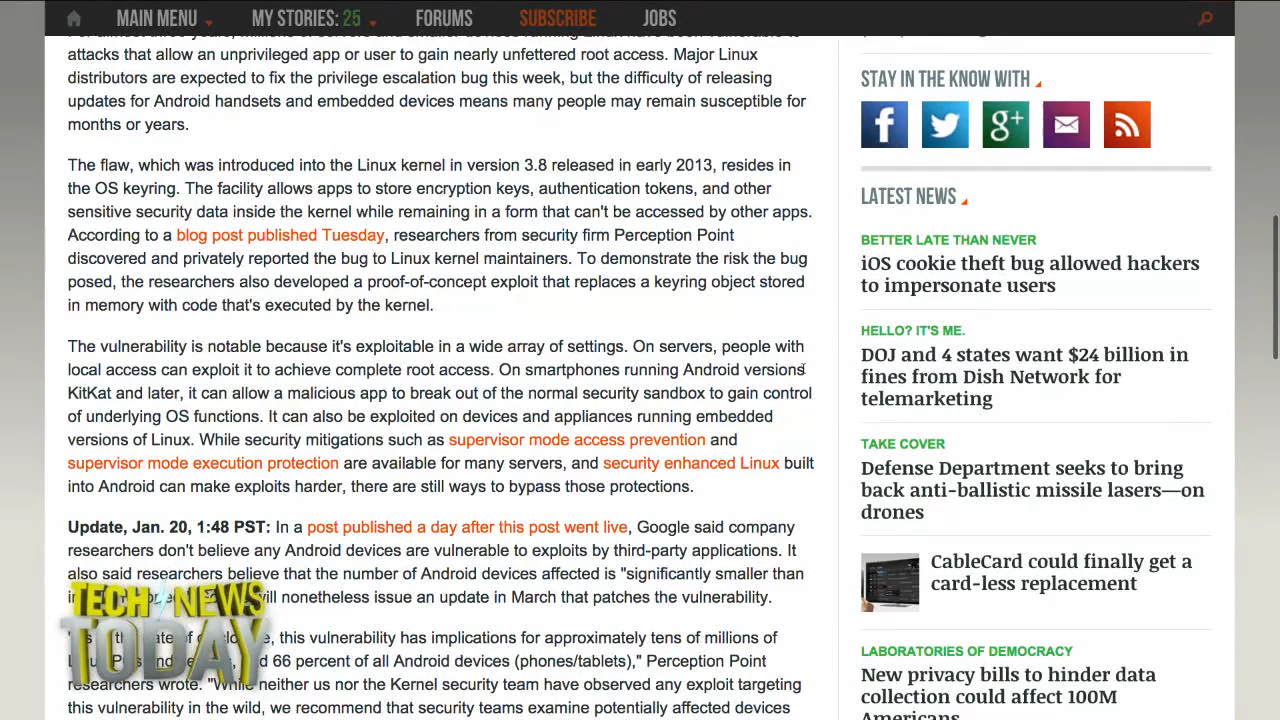 MAIN MENU
MY STORIES: 25
FORUMS
SUBSCRIBE
JOBS
attacks that allow an unprivileged app or user to gain nearly unfettered root access. Major Linux
distributors are expected to fix the privilege escalation bug this week, but the difficulty of releasing
updates for Android handsets and embedded devices means many people may remain susceptible for
months or years.
The flaw, which was introduced into the Linux kernel in version 3.8 released in early 2013, resides in
the OS keyring. The facility allows apps to store encryption keys, authentication tokens, and other
sensitive security data inside the kernel while remaining in a form that can't be accessed by other apps.
According to a blog post published Tuesday, researchers from security firm Perception Point
discovered and privately reported the bug to Linux kernel maintainers. To demonstrate the risk the bug
posed, the researchers also developed a proof-of-concept exploit that replaces a keyring object stored
in memory with code that's executed by the kernel.
The vulnerability is notable because it's exploitable in a wide array of settings. On servers, people with
local access can exploit it to achieve complete root access. On smartphones running Android versions
KitKat and later, it can allow a malicious app to break out of the normal security sandbox to gain control
of underlying OS functions. It can also be exploited on devices and appliances running embedded
versions of Linux. While security mitigations such as supervisor mode access prevention and
supervisor mode execution protection are available for many servers, and security enhanced Linux built
into Android can make exploits harder, there are still ways to bypass those protections.
Update, Jan. 20, 1:48 PST: In a post published a day after this post went live, Google said company
researchers don't believe any Android devices are vulnerable to exploits by third-party applications. It
also said researchers believe that the number of Android devices affected is "significantly smaller than
will nonetheless issue an update in March that patches the vulnerability.
this vulnerability has implications for approximately tens of millions of
66 percent of all Android devices (phones/tablets)," Perception Point
researchers wrote. "While neither us nor the Kernel security team have observed any exploit targeting
this vulnerability in the wild, we recommend that security teams examine potentially affected devices
TECH NEWS
TODAY
STAY IN THE KNOW WITH
f
g+
LATEST NEWS
BETTER LATE THAN NEVER
iOS cookie theft bug allowed hackers
to impersonate users
HELLO? IT'S ME.
DOJ and 4 states want $24 billion in
fines from Dish Network for
telemarketing
TAKE COVER
Defense Department seeks to bring
back anti-ballistic missile lasers—on
drones
CableCard could finally get a
card-less replacement
LABORATORIES OF DEMOCRACY
New privacy bills to hinder data
collection could affect 100M
Americans